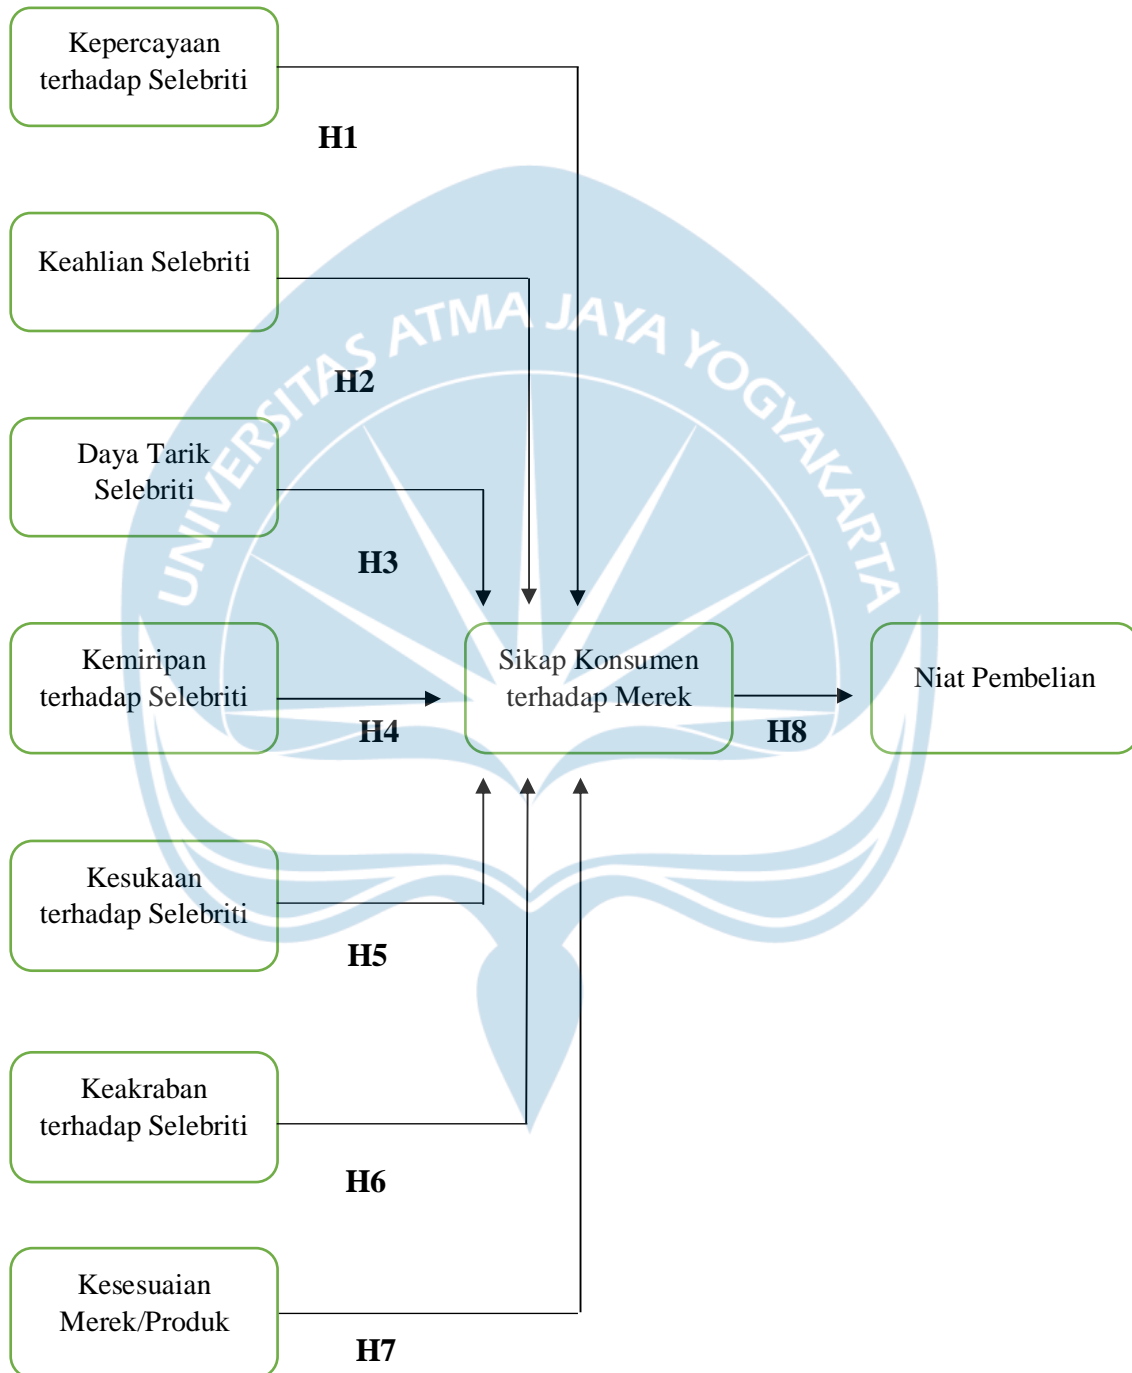 Kepercayaan
terhadap Selebriti
H1
Keahlian Selebriti
UNIVERSITAS ATMA JAYA YOGYAKARTA
H2
Daya Tarik
Selebriti
H3
Kemiripan
terhadap Selebriti
H4
Sikap Konsumen
terhadap Merek
H8
Niat Pembelian
Kesukaan
terhadap Selebriti
H5
Keakraban
terhadap Selebriti
H6
Kesesuaian
Merek/Produk
H7